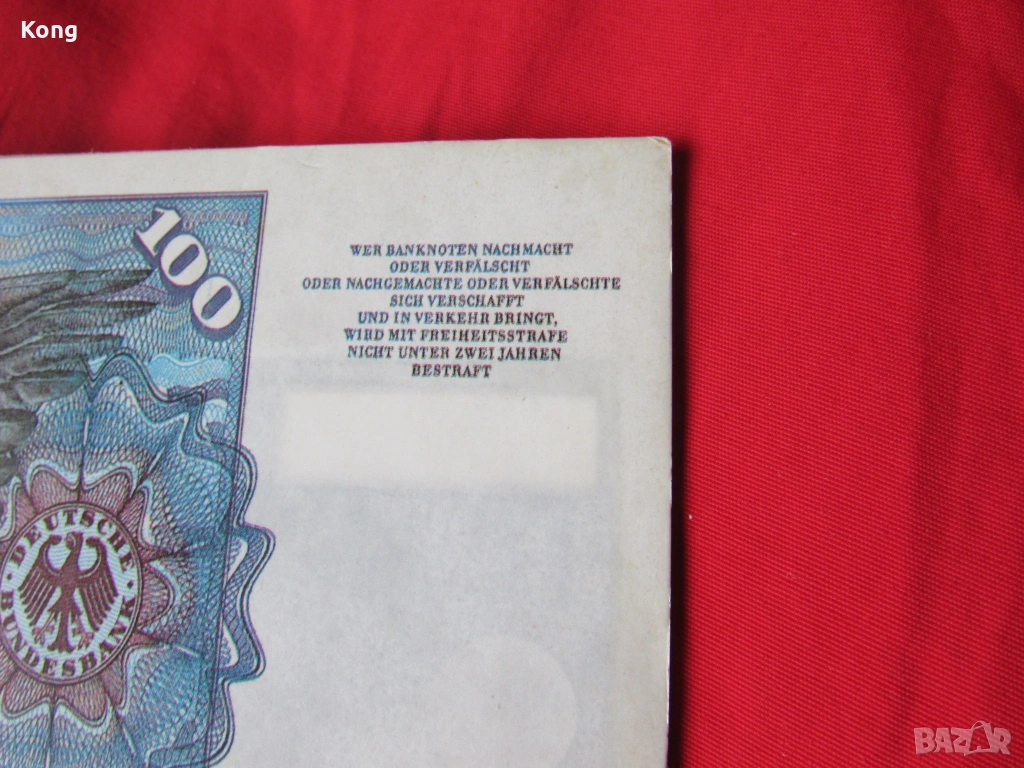 Kong
100
WER BANKNOTEN NACHMACHT
ODER VERFÄLSCHT
ODER NACHGEMACHTE ODER VERFÄLSCHTE
SICH VERSCHAFFT
UND IN VERKEHR BRINGT,
WIRD MIT FREIHEITSSTRAFE
NICHT UNTER ZWEI JAHREN
BESTRAFT
DEUTSCHE
BUNDESBANK
BAZAR